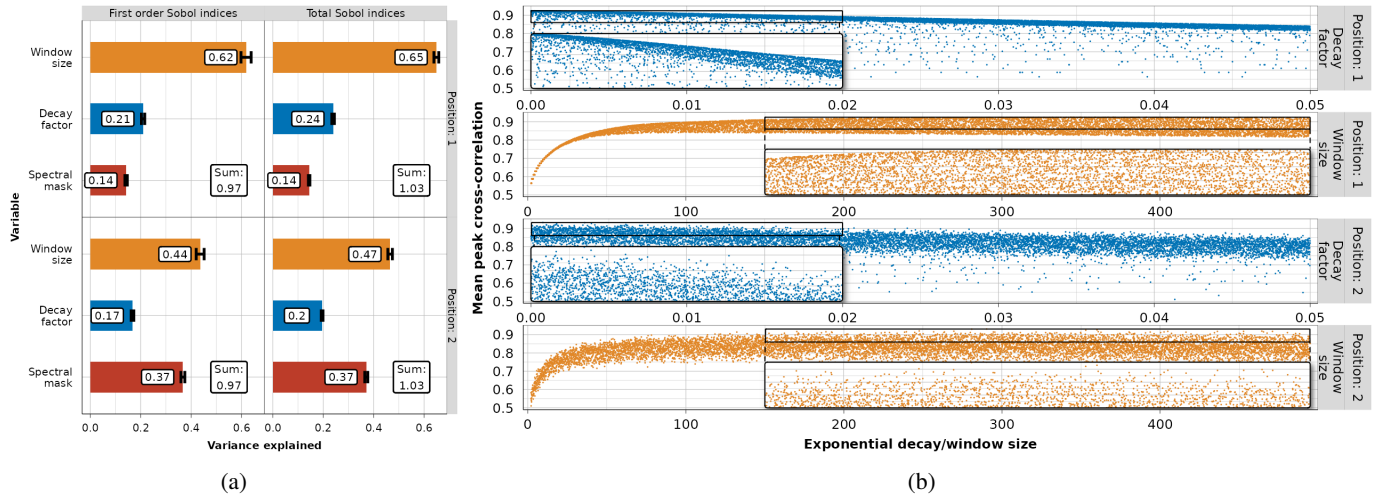 First order Sobol indices
Total Sobol indices
Variable
Window
size
0.62
0.65
Decay
factor
0.21
0.24
Spectral
mask
0.14
Sum:
0.97
0.14
Sum:
1.03
Position: 1
Window
size
0.44
0.47
Decay
factor
0.17
0.2
Spectral
mask
0.37
Sum:
0.97
0.37
Sum:
1.03
Position: 2
0.0 0.2 0.4 0.6
0.0 0.2 0.4 0.6
Variance explained
(a)
Mean peak cross-correlation
0.9
0.8
0.7
0.6
0.5
0.00 0.01 0.02 0.03 0.04 0.05
Position: 1
Decay
factor
0.9
0.8
0.7
0.6
0.5
0 100 200 300 400
Position: 1
Window
size
0.9
0.8
0.7
0.6
0.5
0.00 0.01 0.02 0.03 0.04 0.05
Position: 2
Decay
factor
0.9
0.8
0.7
0.6
0.5
0 100 200 300 400
Position: 2
Window
size
Exponential decay/window size
(b)